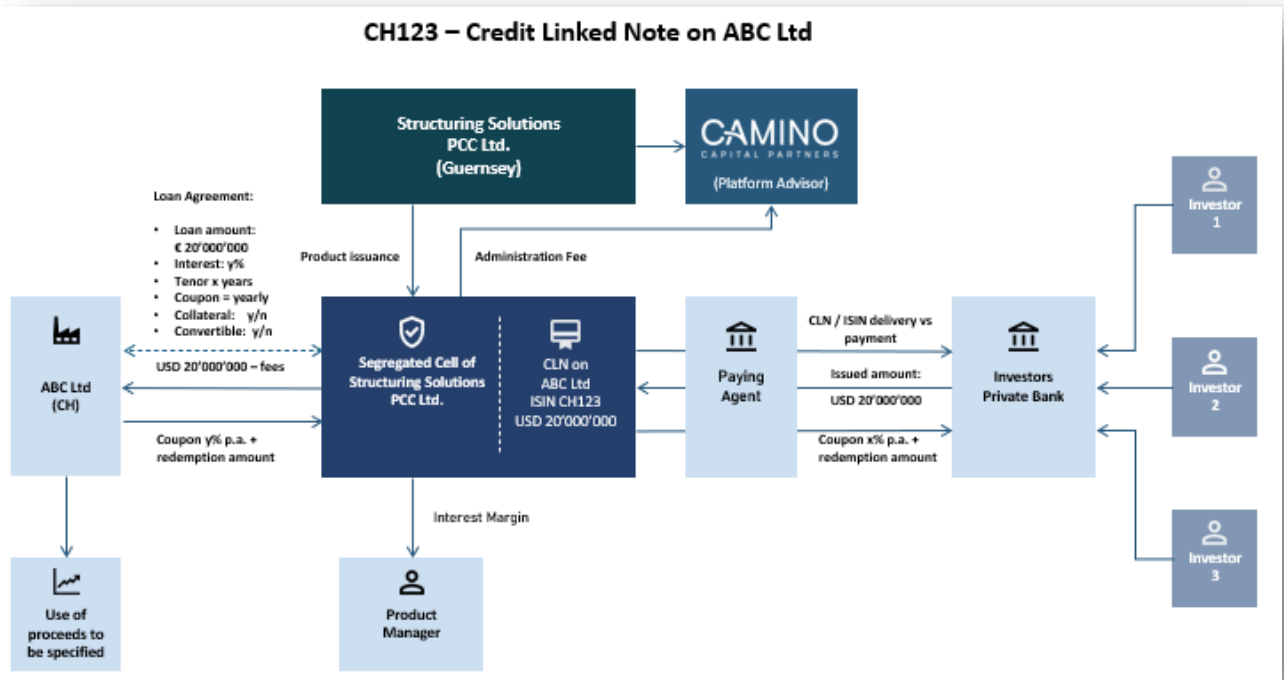 CH123 – Credit Linked Note on ABC Ltd
Structuring Solutions
PCC Ltd.
(Guernsey)
CAMINO
CAPITAL PARTNERS
(Platform Advisor)
Investor
1
Loan Agreement:
• Loan amount:
€ 20'000'000
• Interest: y%
• Tenor x years
• Coupon = yearly
• Collateral: y/n
• Convertible: y/n
Product issuance
Administration Fee
ABC Ltd
(CH)
USD 20'000'000 – fees
Coupon y% p.a. +
redemption amount
Segregated Cell of
Structuring Solutions
PCC Ltd.
CLN on
ABC Ltd
ISIN CH123
USD 20'000'000
Paying
Agent
CLN / ISIN delivery vs
payment
Issued amount:
USD 20'000'000
Coupon x% p.a. +
redemption amount
Investors
Private Bank
Investor
2
Interest Margin
Use of
proceeds to
be specified
Product
Manager
Investor
3